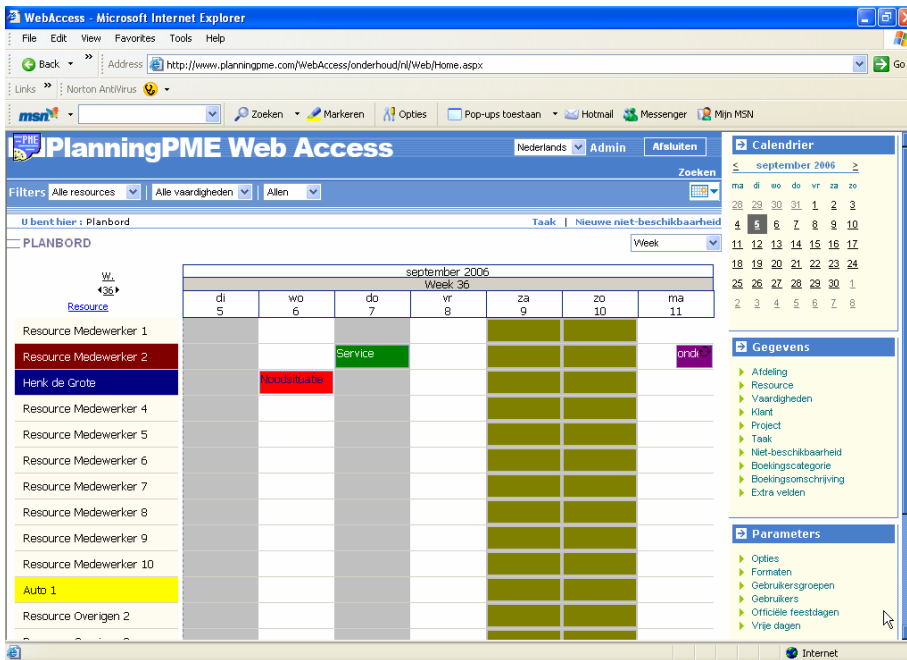 WebAccess - Microsoft Internet Explorer
File Edit View Favorites Tools Help
Back » Address http://www.planningpme.com/WebAccess/onderhoud/nl/Web/Home.aspx Go
Links » Norton AntiVirus
msn Zoeken Markeren Opties Pop-ups toestaan Hotmail Messenger Mijn MSN
PlanningPME Web Access Nederlands Admin Afsluiten
Zoeken
Filters Alle resources | Alle vaardigheden | Allen
U bent hier : Planbord Taak | Nieuwe niet-beschikbaarheid
PLANBORD Week
W.
36
Resource
september 2006
Week 36
di wo do vr za zo ma
5 6 7 8 9 10 11
Resource Medewerker 1
Resource Medewerker 2 Service
Henk de Grote Noodsituatie
Resource Medewerker 4
Resource Medewerker 5
Resource Medewerker 6
Resource Medewerker 7
Resource Medewerker 8
Resource Medewerker 9
Resource Medewerker 10
Auto 1
Resource Overigen 2
Calendrier
< september 2006 >
ma di wo do vr za zo
28 29 30 31 1 2 3
4 5 6 7 8 9 10
11 12 13 14 15 16 17
18 19 20 21 22 23 24
25 26 27 28 29 30 1
2 3 4 5 6 7 8
Gegevens
Afdeling
Resource
Vaardigheden
Klant
Project
Taak
Niet-beschikbaarheid
Boekingscategorie
Boekingsomschrijving
Extra velden
Parameters
Opties
Formaten
Gebruikersgroepen
Gebruikers
Officiële feestdagen
Vrije dagen
Internet